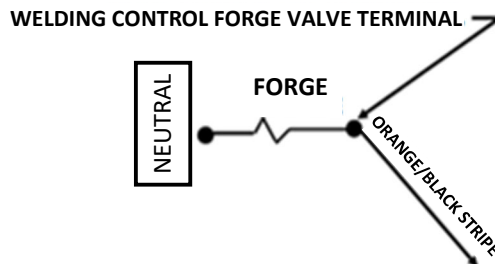 WELDING CONTROL FORGE VALVE TERMINAL
FORGE
NEUTRAL
ORANGE/BLACK STRIPE